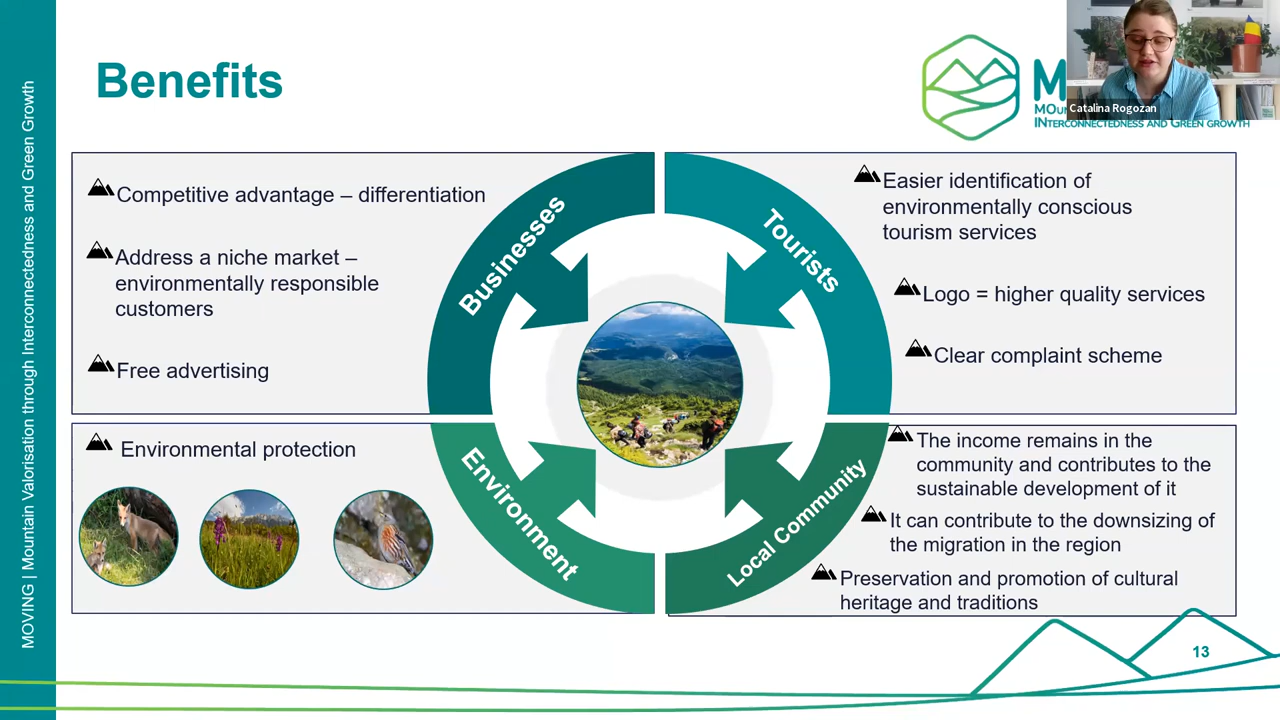 MOVING | Mountain Valorisation through Interconnectedness and Green Growth
Benefits
Catalina Rogozan
INterconnectedness and Green growth
Businesses
Competitive advantage – differentiation
Address a niche market –
environmentally responsible
customers
Free advertising
Tourists
Easier identification of
environmentally conscious
tourism services
Logo = higher quality services
Clear complaint scheme
Environment
Environmental protection
Local Community
The income remains in the
community and contributes to the
sustainable development of it
It can contribute to the downsizing of
the migration in the region
Preservation and promotion of cultural
heritage and traditions
13